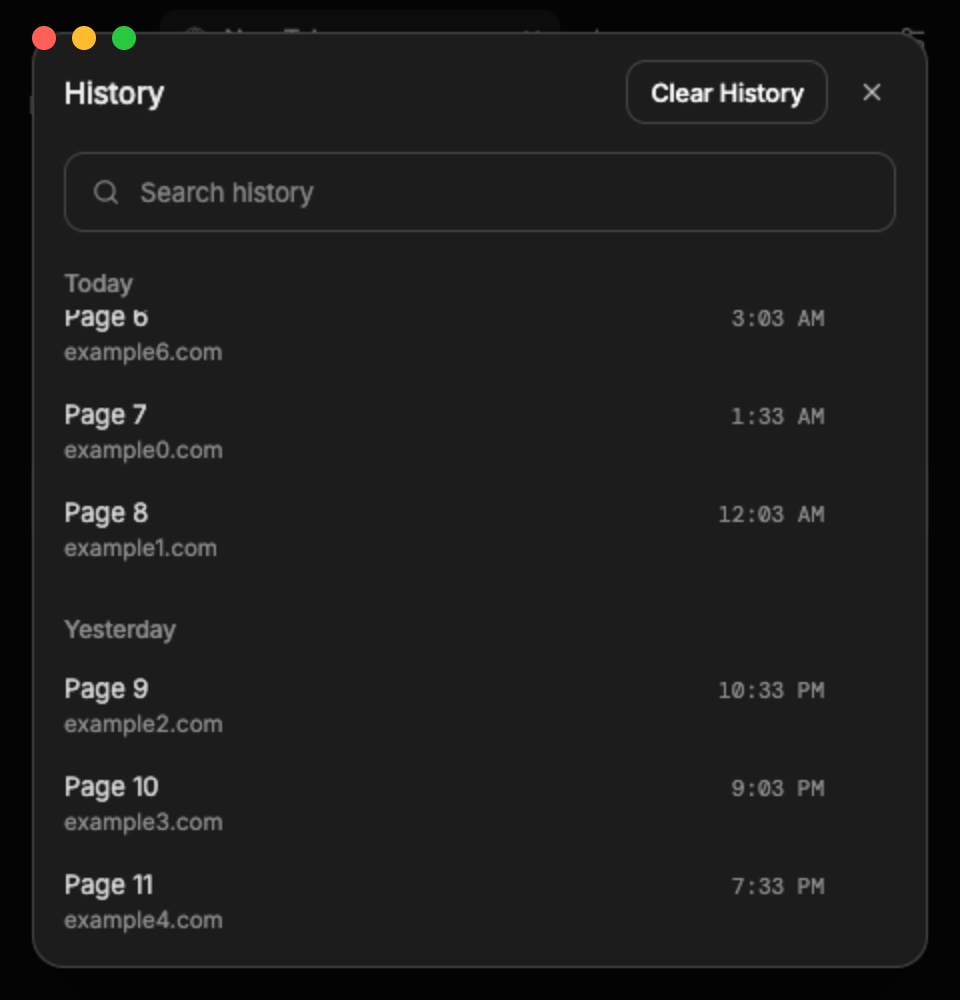 History
Clear History
Search history
Today
Page 6
3:03 AM
example6.com
Page 7
1:33 AM
example0.com
Page 8
12:03 AM
example1.com
Yesterday
Page 9
10:33 PM
example2.com
Page 10
9:03 PM
example3.com
Page 11
7:33 PM
example4.com